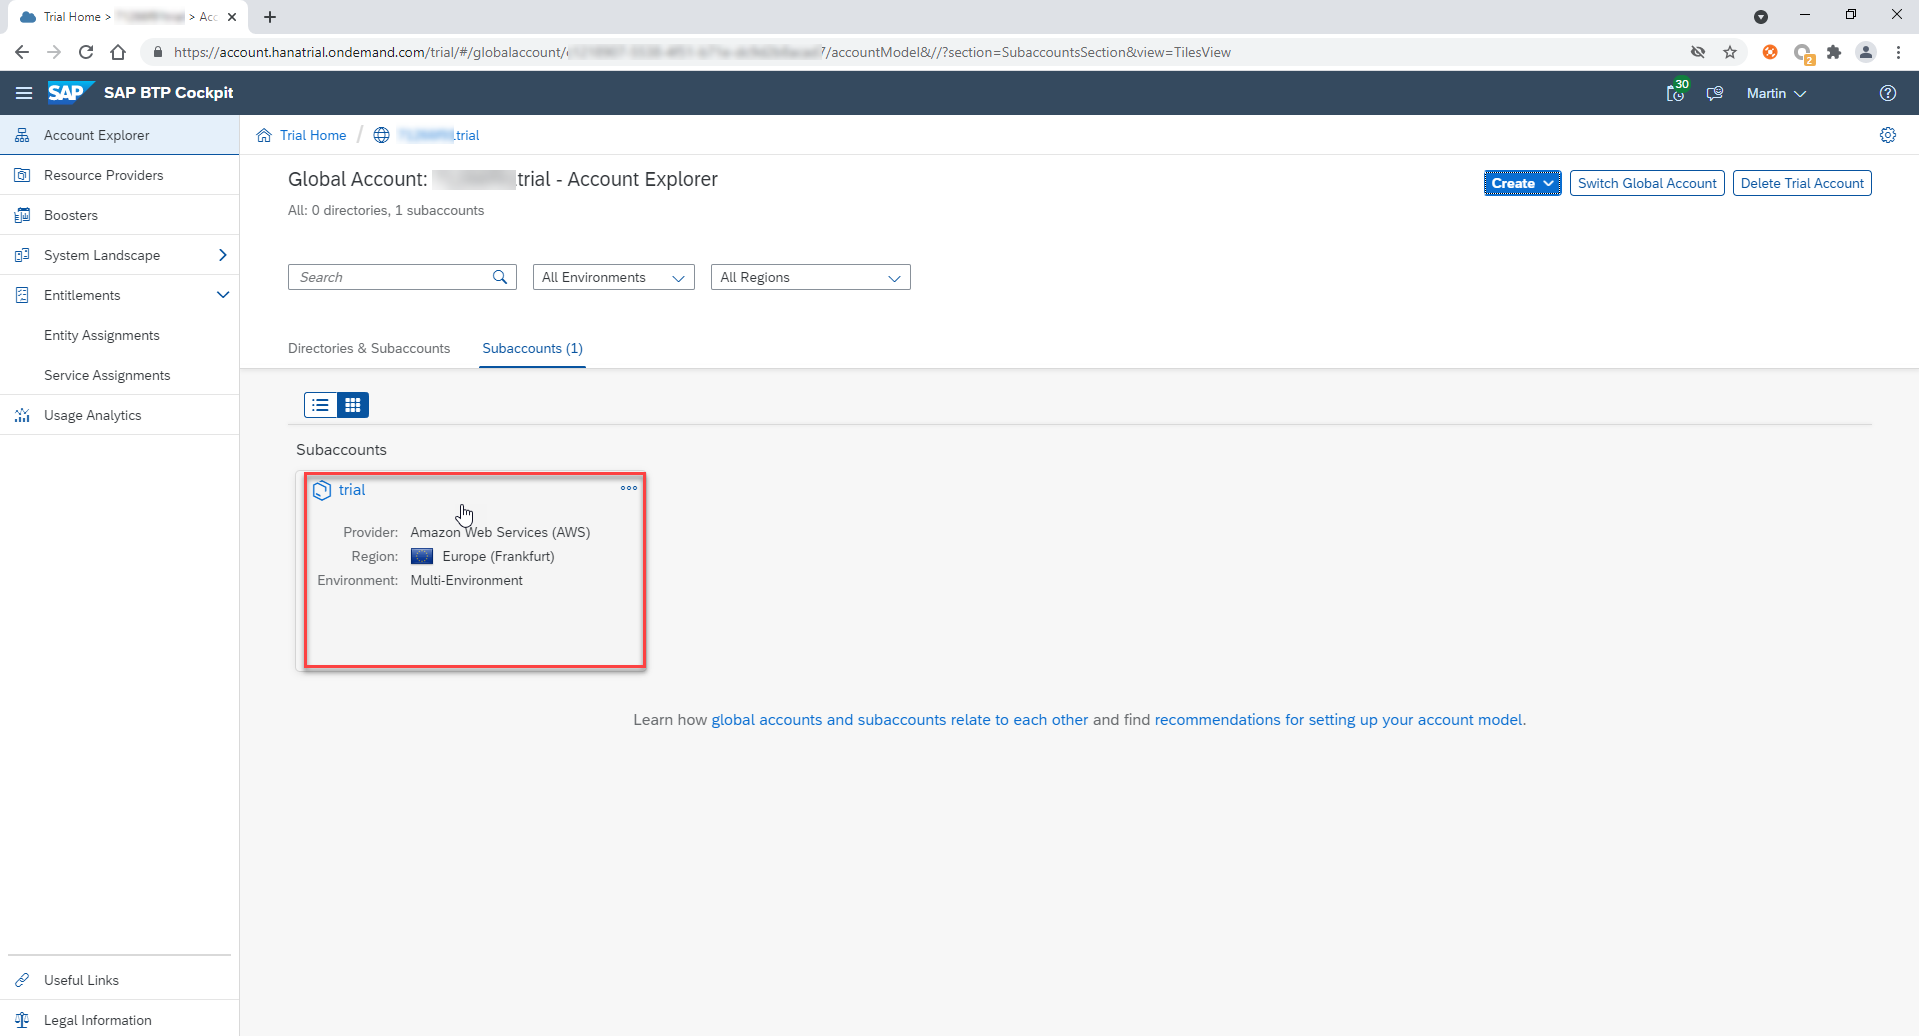 Trial Home > > Acc
https://account.hanatrial.ondemand.com/trial/#/globalaccount/ /accountModel&//?section=SubaccountsSection&view=TilesView
2
SAP SAP BTP Cockpit
30
Martin
Account Explorer
Resource Providers
Boosters
System Landscape
Entitlements
Entity Assignments
Service Assignments
Usage Analytics
Useful Links
Legal Information
Trial Home / trial
Global Account: trial - Account Explorer
Create
Switch Global Account
Delete Trial Account
All: 0 directories, 1 subaccounts
Search
All Environments
All Regions
Directories & Subaccounts
Subaccounts (1)
Subaccounts
trial
Provider: Amazon Web Services (AWS)
Region: Europe (Frankfurt)
Environment: Multi-Environment
Learn how global accounts and subaccounts relate to each other and find recommendations for setting up your account model.